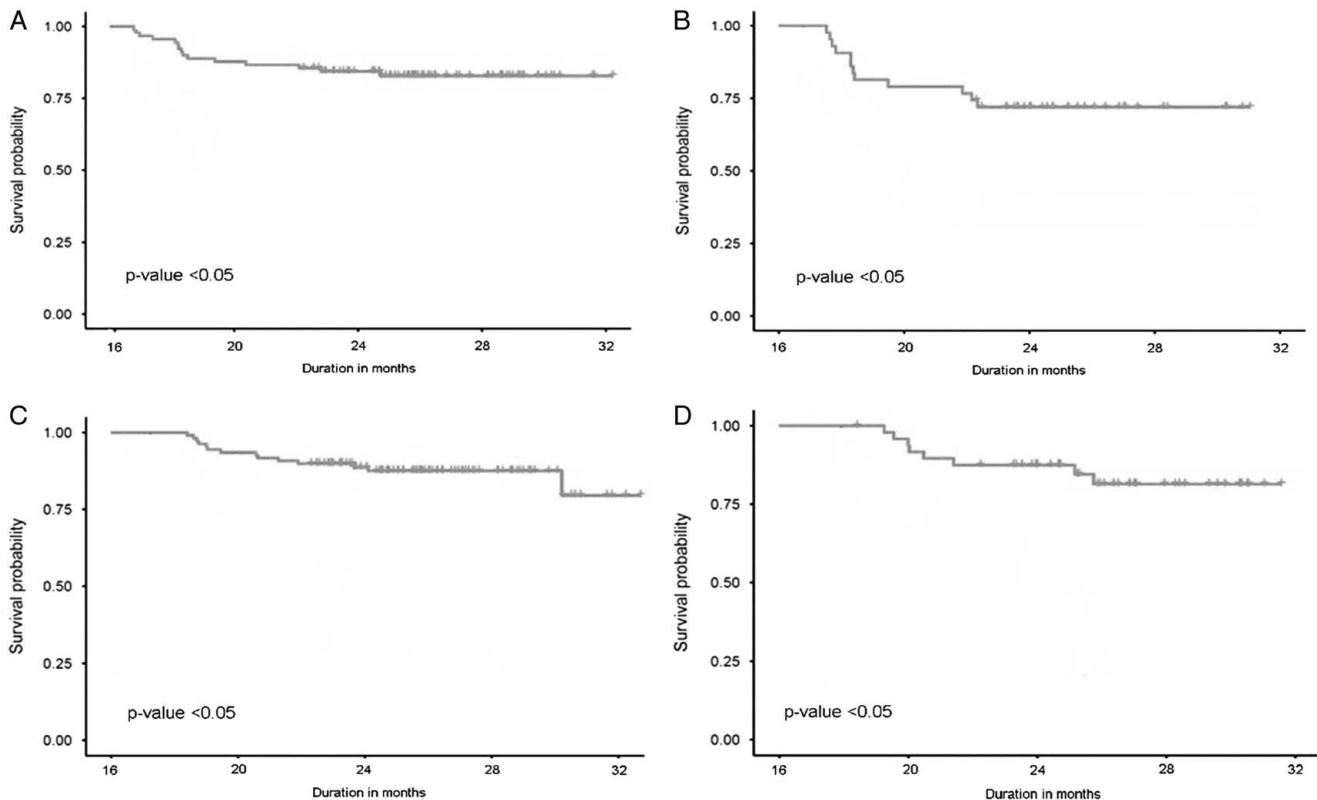 A
Survival probability
1.00
0.75
0.50
0.25
0.00
p-value <0.05
16 20 24 28 32
Duration in months
B
Survival probability
1.00
0.75
0.50
0.25
0.00
p-value <0.05
16 20 24 28 32
Duration in months
C
Survival probability
1.00
0.75
0.50
0.25
0.00
p-value <0.05
16 20 24 28 32
Duration in months
D
Survival probability
1.00
0.75
0.50
0.25
0.00
p-value <0.05
16 20 24 28 32
Duration in months